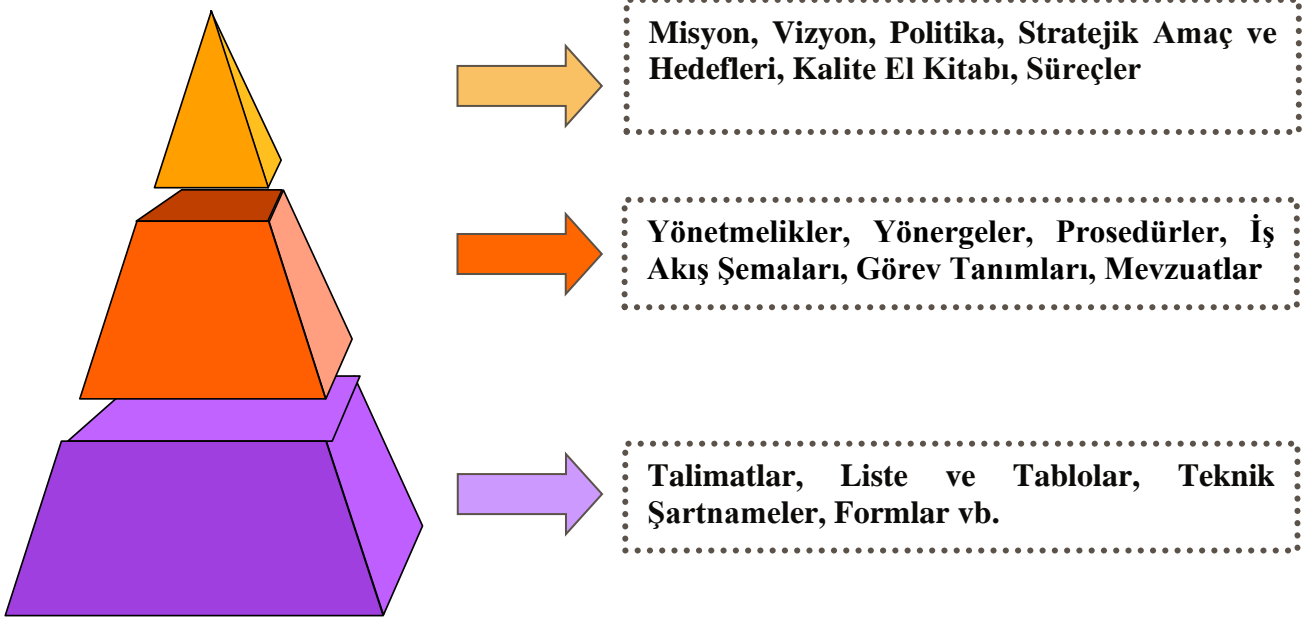 Misyon, Vizyon, Politika, Stratejik Amaç ve
Hedefleri, Kalite El Kitabı, Süreçler
Yönetmelikler, Yönergeler, Prosedürler, İş
Akış Şemaları, Görev Tanımları, Mevzuatlar
Talimatlar, Liste ve Tablolar, Teknik
Şartnameler, Formlar vb.